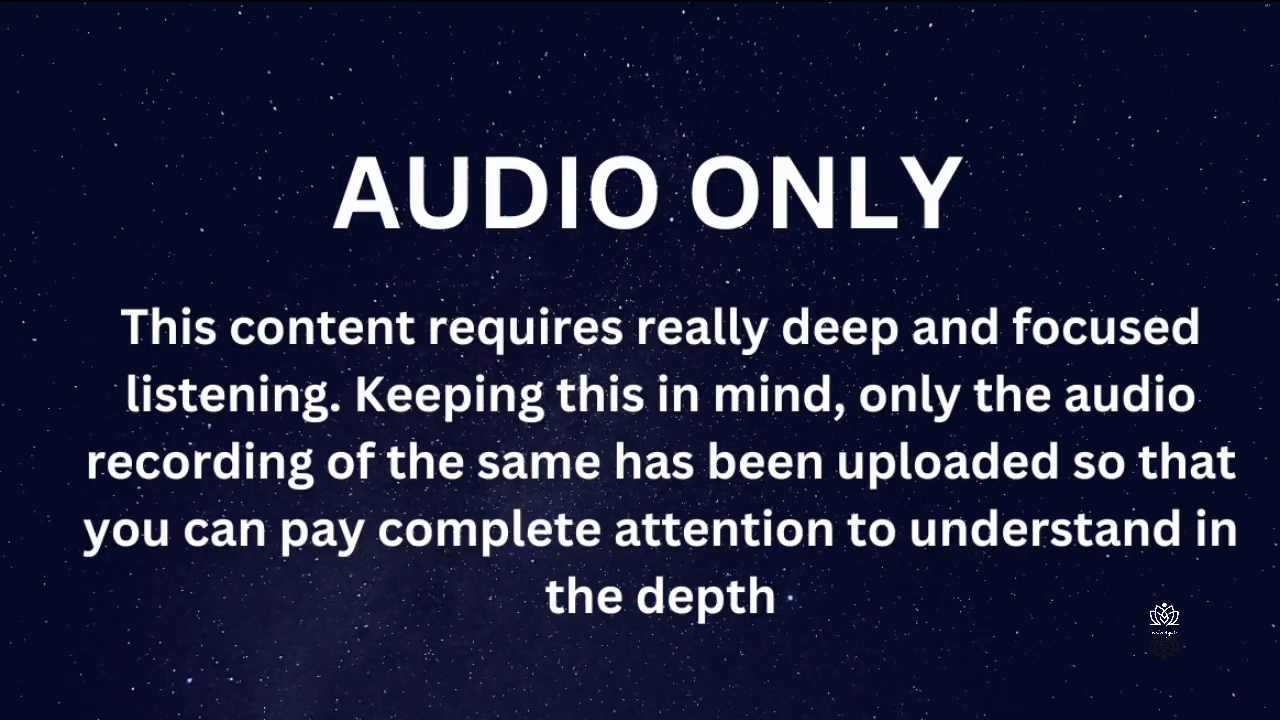 AUDIO ONLY
This content requires really deep and focused
listening. Keeping this in mind, only the audio
recording of the same has been uploaded so that
you can pay complete attention to understand in
the depth